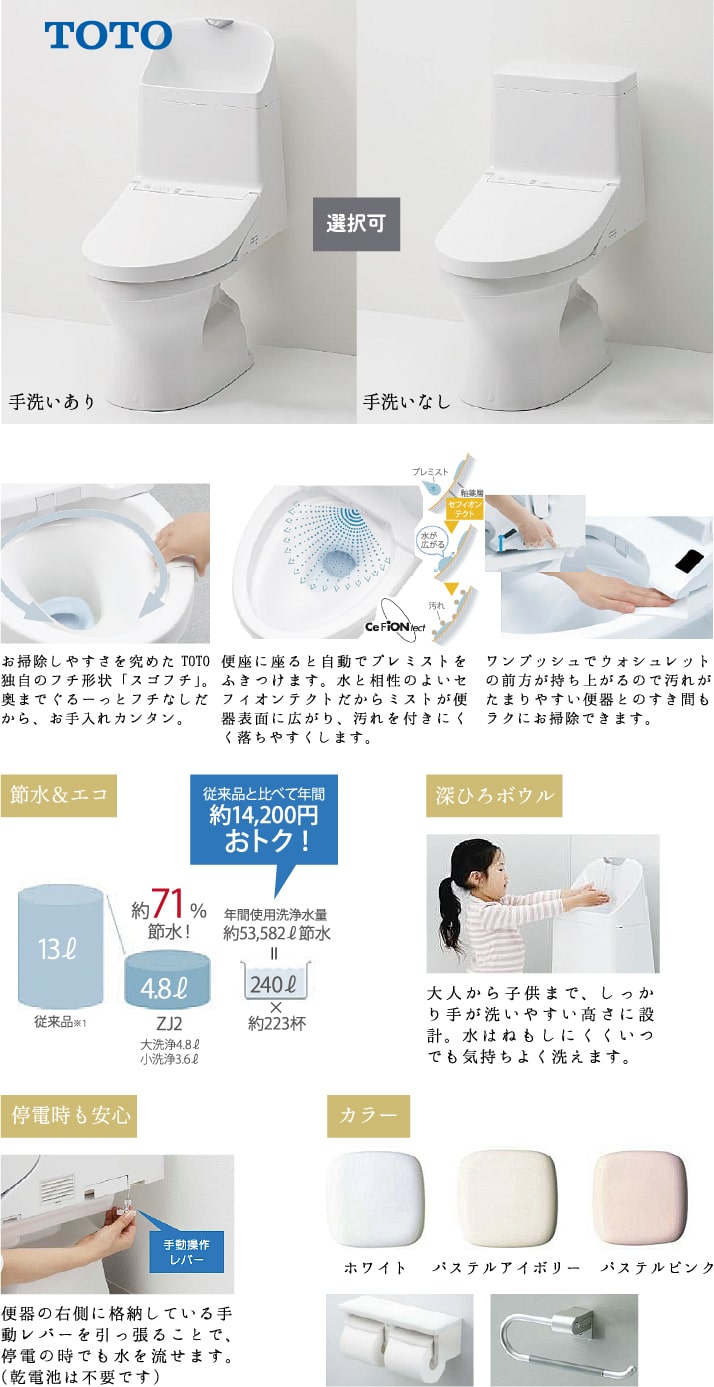 TOTO
選択可
手洗いあり
手洗いなし
プレミスト
水
釉薬層
セフィオン
テクト
水が
広がる
汚れ
CeFiONtect
お掃除しやすさを究めた TOTO
独自のフチ形状「スゴフチ」。
奥までぐるーっとフチなしだ
から、お手入れカンタン。
便座に座ると自動でプレミストを
ふきつけます。水と相性のよいセ
フィオンテクトだからミストが便
器表面に広がり、汚れを付きにく
く落ちやすくします。
ワンプッシュでウォシュレット
の前方が持ち上がるので汚れが
たまりやすい便器とのすき間も
ラクにお掃除できます。
節水＆エコ
従来品と比べて年間
約14,200円
おトク！
13ℓ
従来品※1
約71%
節水！
4.8ℓ
ZJ2
大洗浄4.8ℓ
小洗浄3.6ℓ
年間使用洗浄水量
約53,582ℓ節水
=
240ℓ
×
約223杯
深ひろボウル
大人から子供まで、しっか
り手が洗いやすい高さに設
計。水はねもしにくくいつ
でも気持ちよく洗えます。
停電時も安心
手動操作
レバー
便器の右側に格納している手
動レバーを引っ張ることで、
停電の時でも水を流せます。
(乾電池は不要です)
カラー
ホワイト
パステルアイボリー
パステルピンク